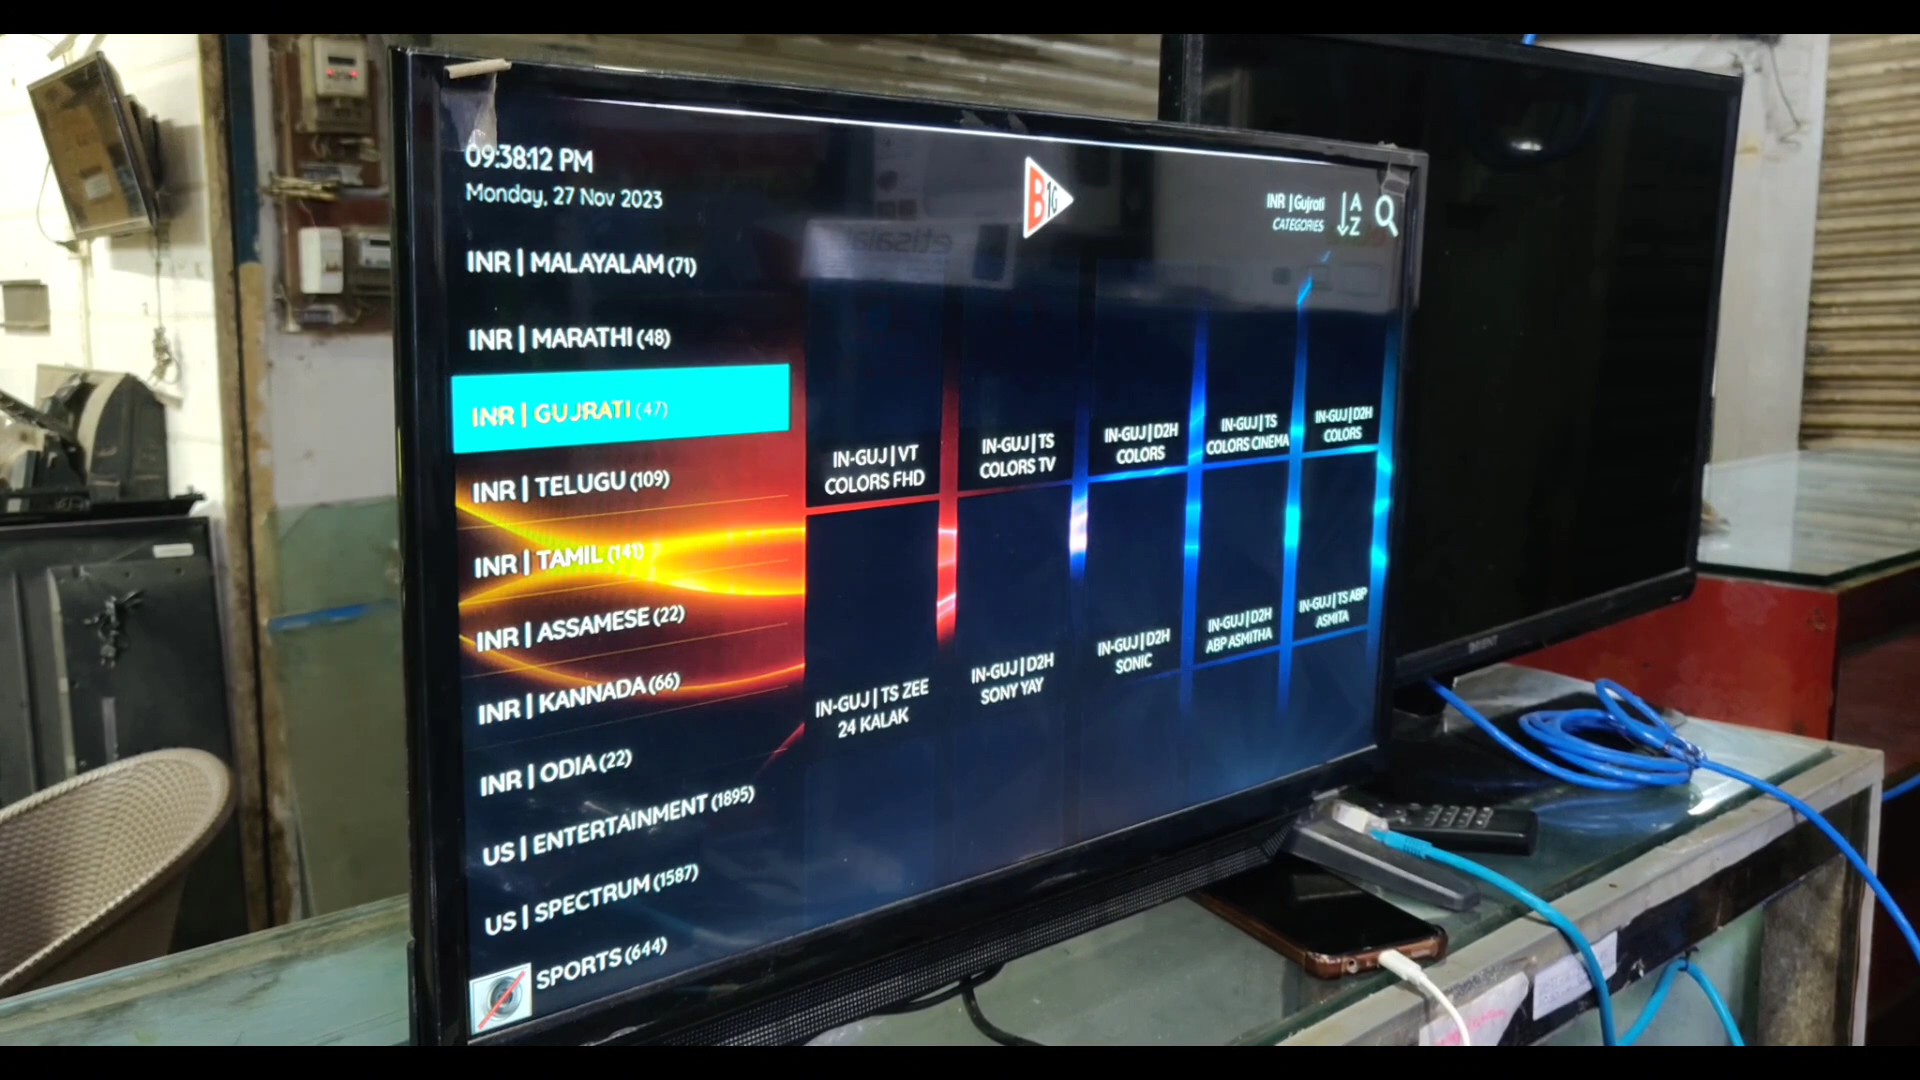 09:38:12 PM
Monday, 27 Nov 2023
B1G
INR | Gujrati
CATEGORIES
A
Z
INR | MALAYALAM (71)
INR | MARATHI (48)
INR | GUJRATI (47)
INR | TELUGU (109)
INR | TAMIL (141)
INR | ASSAMESE (22)
INR | KANNADA (66)
INR | ODIA (22)
US | ENTERTAINMENT (1895)
US | SPECTRUM (1587)
SPORTS (644)
IN-GUJ | VT
COLORS FHD
IN-GUJ | TS
COLORS TV
IN-GUJ | D2H
COLORS
IN-GUJ | TS
COLORS CINEMA
IN-GUJ | D2H
COLORS
IN-GUJ | TS ZEE
24 KALAK
IN-GUJ | D2H
SONY YAY
IN-GUJ | D2H
SONIC
IN-GUJ | D2H
ABP ASMITHA
IN-GUJ | TS ABP
ASMITA